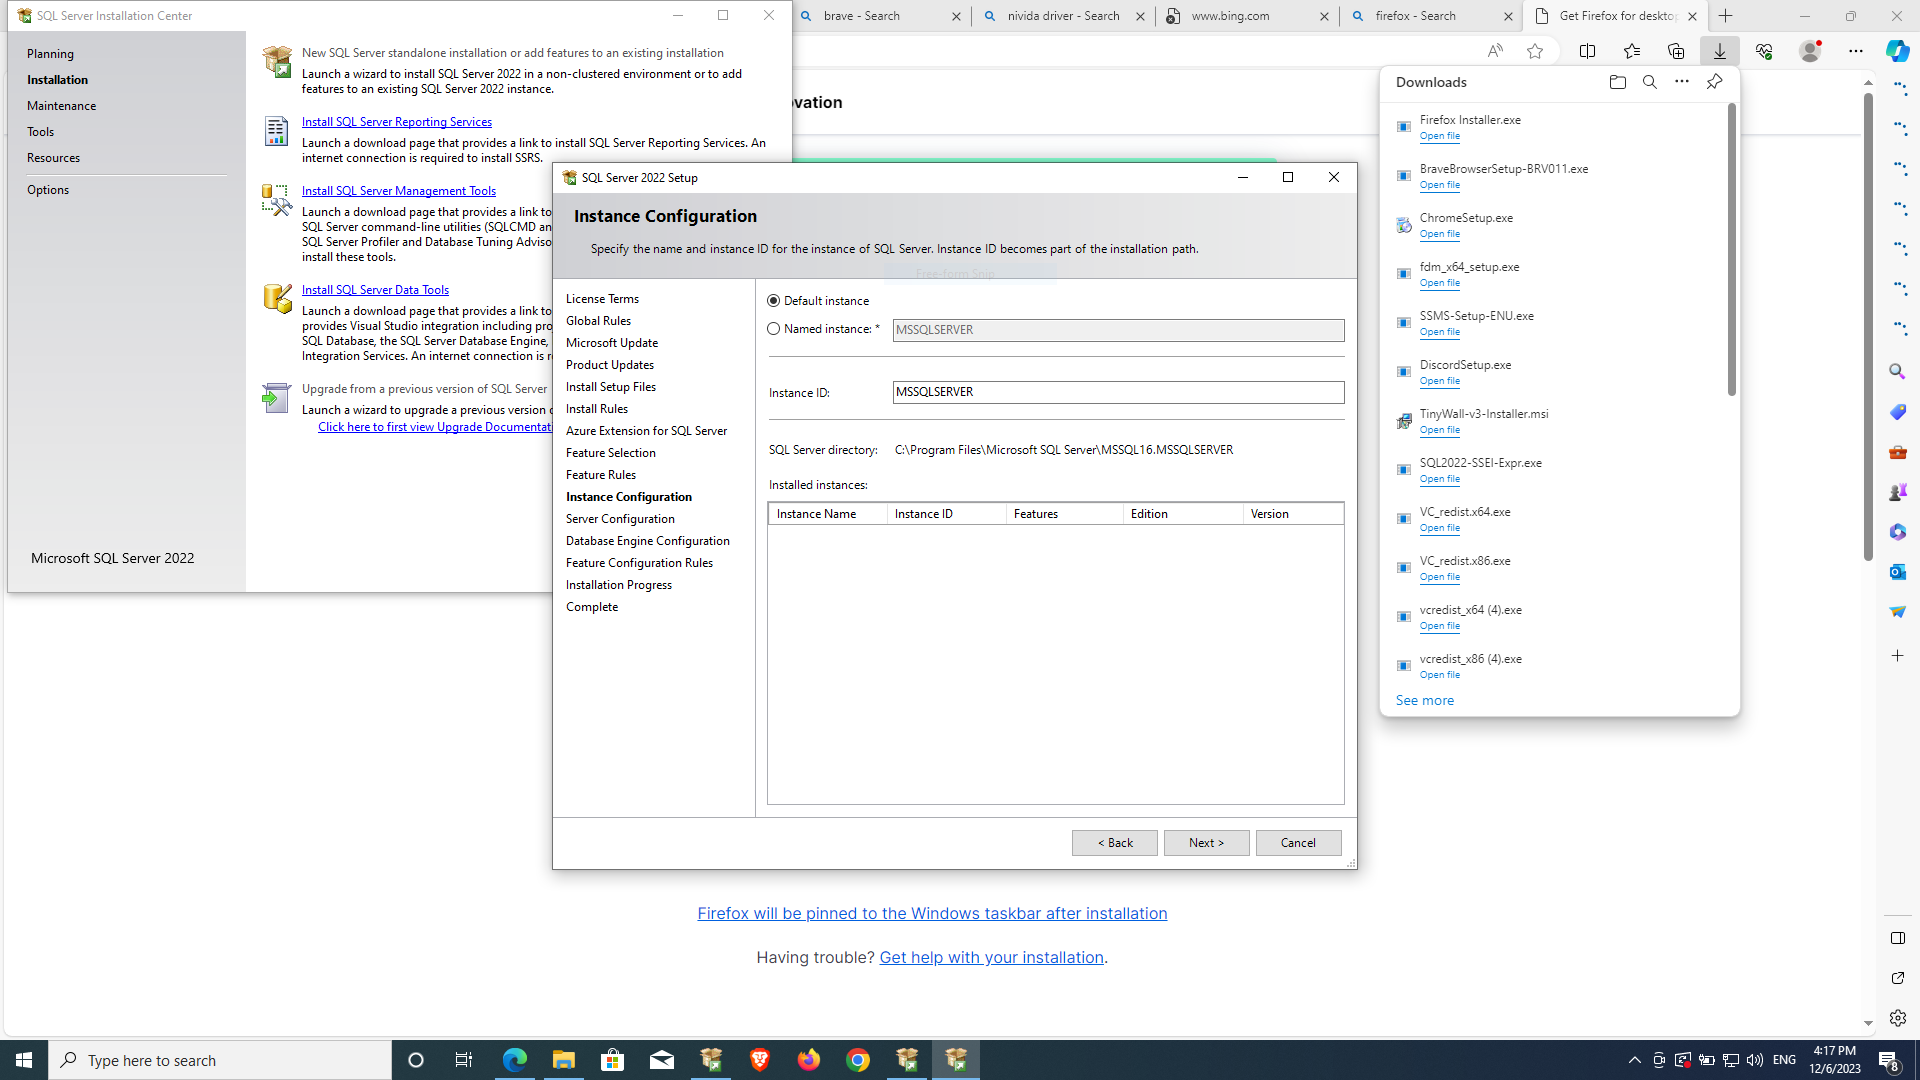 SQL Server Installation Center
Planning
Installation
Maintenance
Tools
Resources
Options
Microsoft SQL Server 2022
New SQL Server standalone installation or add features to an existing installation
Launch a wizard to install SQL Server 2022 in a non-clustered environment or to add
features to an existing SQL Server 2022 instance.
Install SQL Server Reporting Services
Launch a download page that provides a link to install SQL Server Reporting Services. An
internet connection is required to install SSRS.
Install SQL Server Management Tools
Launch a download page that provides a link to
SQL Server command-line utilities (SQLCMD an
SQL Server Profiler and Database Tuning Adviso
install these tools.
Install SQL Server Data Tools
Launch a download page that provides a link to
provides Visual Studio integration including pro
SQL Database, the SQL Server Database Engine,
Integration Services. An internet connection is r
Upgrade from a previous version of SQL Server
Launch a wizard to upgrade a previous version o
Click here to first view Upgrade Documentati
brave - Search
nivida driver - Search
www.bing.com
firefox - Search
Get Firefox for desktop
ovation
SQL Server 2022 Setup
Instance Configuration
Specify the name and instance ID for the instance of SQL Server. Instance ID becomes part of the installation path.
Free-form Snip
License Terms
Global Rules
Microsoft Update
Product Updates
Install Setup Files
Install Rules
Azure Extension for SQL Server
Feature Selection
Feature Rules
Instance Configuration
Server Configuration
Database Engine Configuration
Feature Configuration Rules
Installation Progress
Complete
Default instance
Named instance: * MSSQLSERVER
Instance ID: MSSQLSERVER
SQL Server directory: C:\Program Files\Microsoft SQL Server\MSSQL16.MSSQLSERVER
Installed instances:
Instance Name Instance ID Features Edition Version
< Back Next > Cancel
Downloads
Firefox Installer.exe
Open file
BraveBrowserSetup-BRV011.exe
Open file
ChromeSetup.exe
Open file
fdm_x64_setup.exe
Open file
SSMS-Setup-ENU.exe
Open file
DiscordSetup.exe
Open file
TinyWall-v3-Installer.msi
Open file
SQL2022-SSEI-Expr.exe
Open file
VC_redist.x64.exe
Open file
VC_redist.x86.exe
Open file
vcredist_x64 (4).exe
Open file
vcredist_x86 (4).exe
Open file
See more
Firefox will be pinned to the Windows taskbar after installation
Having trouble? Get help with your installation.
Type here to search
ENG
4:17 PM
12/6/2023
8